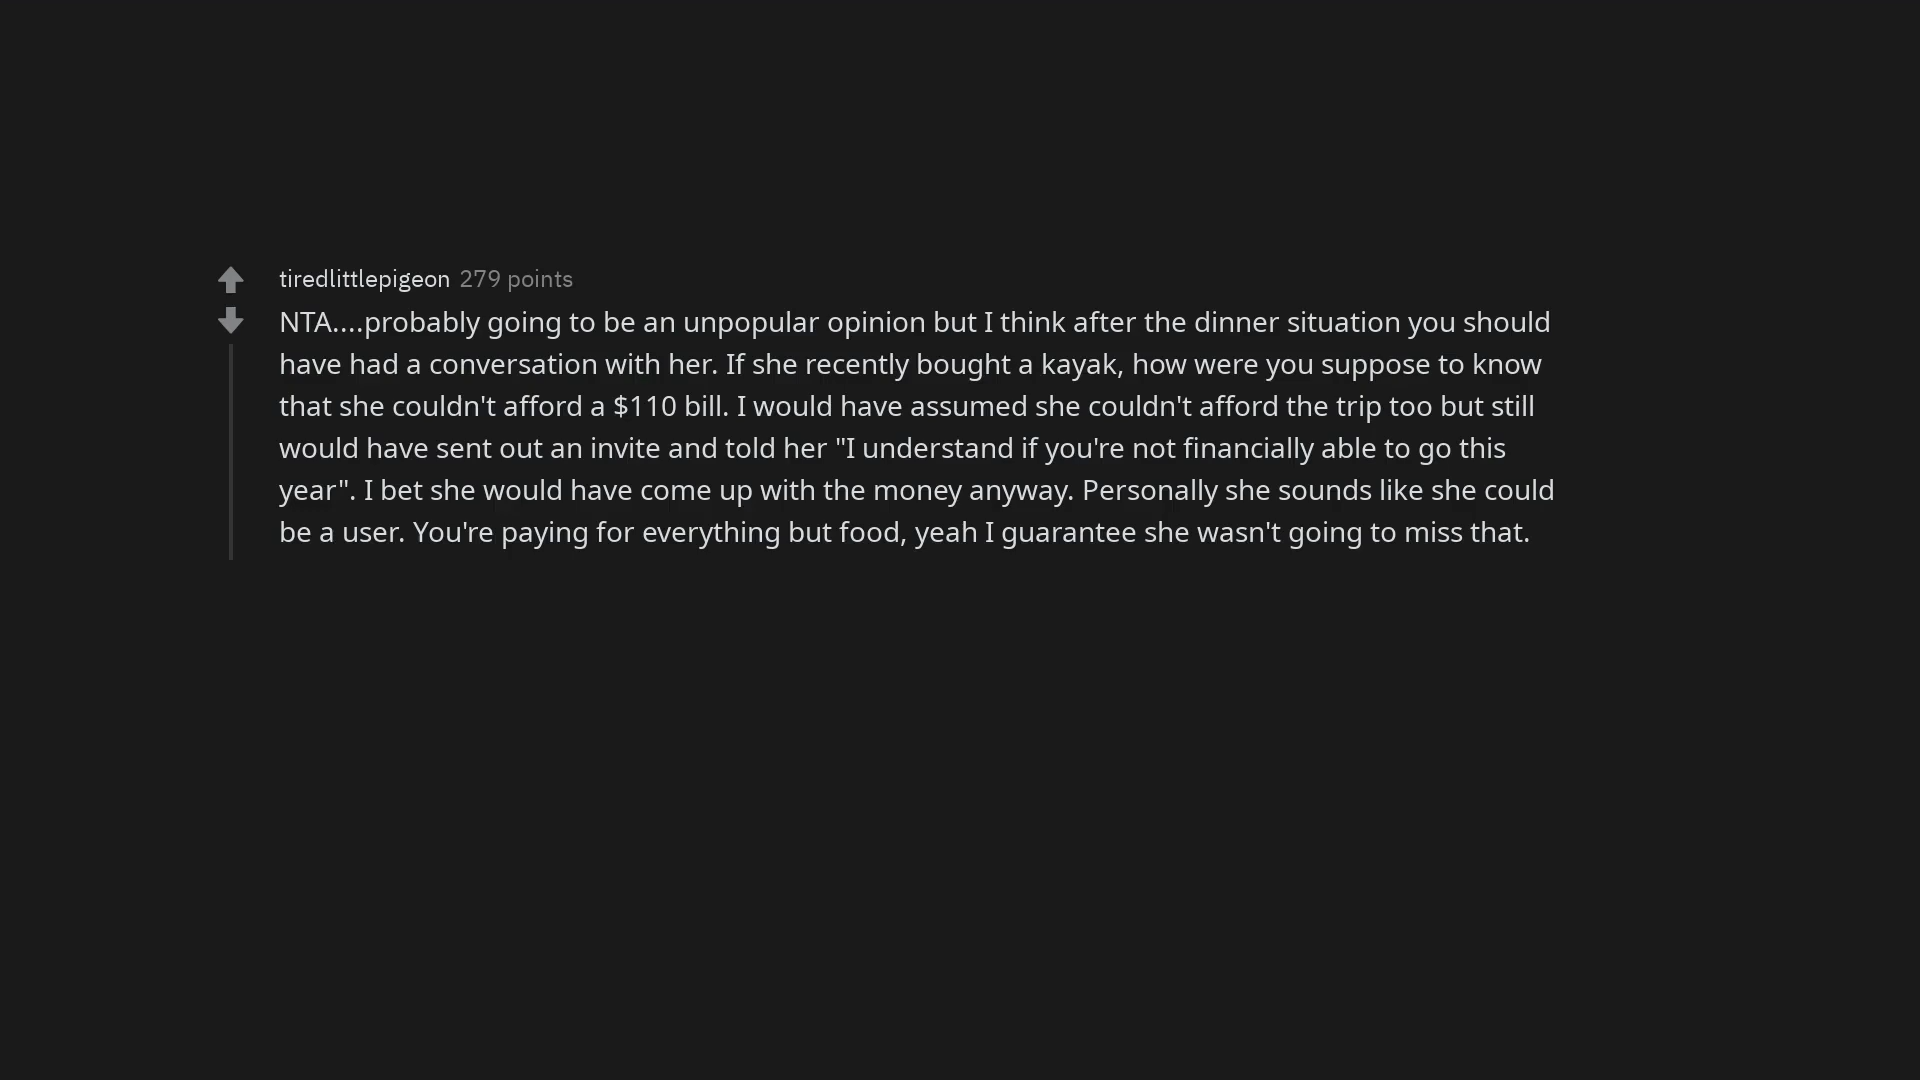 tiredlittlepigeon 279 points
NTA....probably going to be an unpopular opinion but I think after the dinner situation you should
have had a conversation with her. If she recently bought a kayak, how were you suppose to know
that she couldn't afford a $110 bill. I would have assumed she couldn't afford the trip too but still
would have sent out an invite and told her "I understand if you're not financially able to go this
year". I bet she would have come up with the money anyway. Personally she sounds like she could
be a user. You're paying for everything but food, yeah I guarantee she wasn't going to miss that.